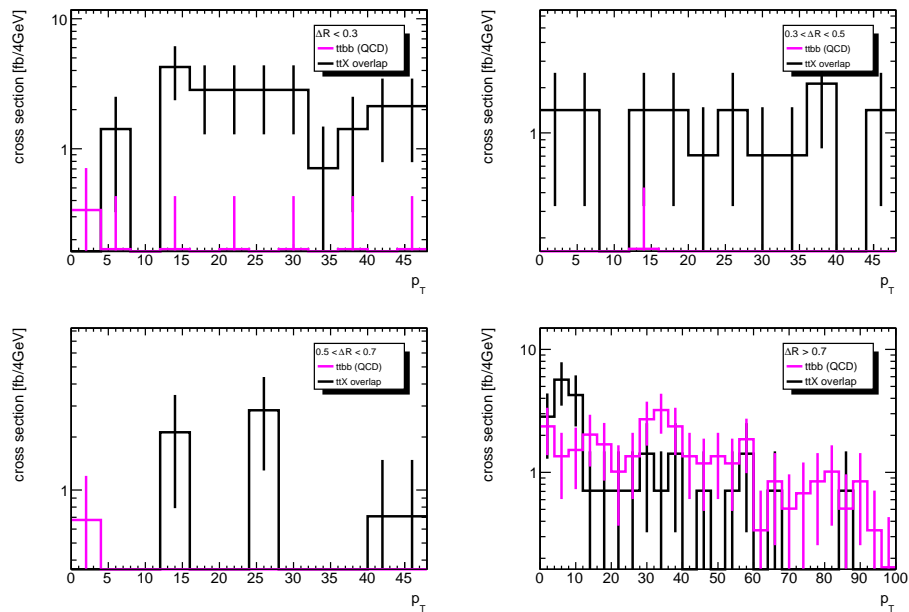 cross section [fb/4GeV]
10
1
ΔR < 0.3
ttbb (QCD)
ttX overlap
0 5 10 15 20 25 30 35 40 45
p_T
cross section [fb/4GeV]
1
0.3 < ΔR < 0.5
ttbb (QCD)
ttX overlap
0 5 10 15 20 25 30 35 40 45
p_T
cross section [fb/4GeV]
1
0.5 < ΔR < 0.7
ttbb (QCD)
ttX overlap
0 5 10 15 20 25 30 35 40 45
p_T
cross section [fb/4GeV]
10
1
ΔR > 0.7
ttbb (QCD)
ttX overlap
0 10 20 30 40 50 60 70 80 90 100
p_T